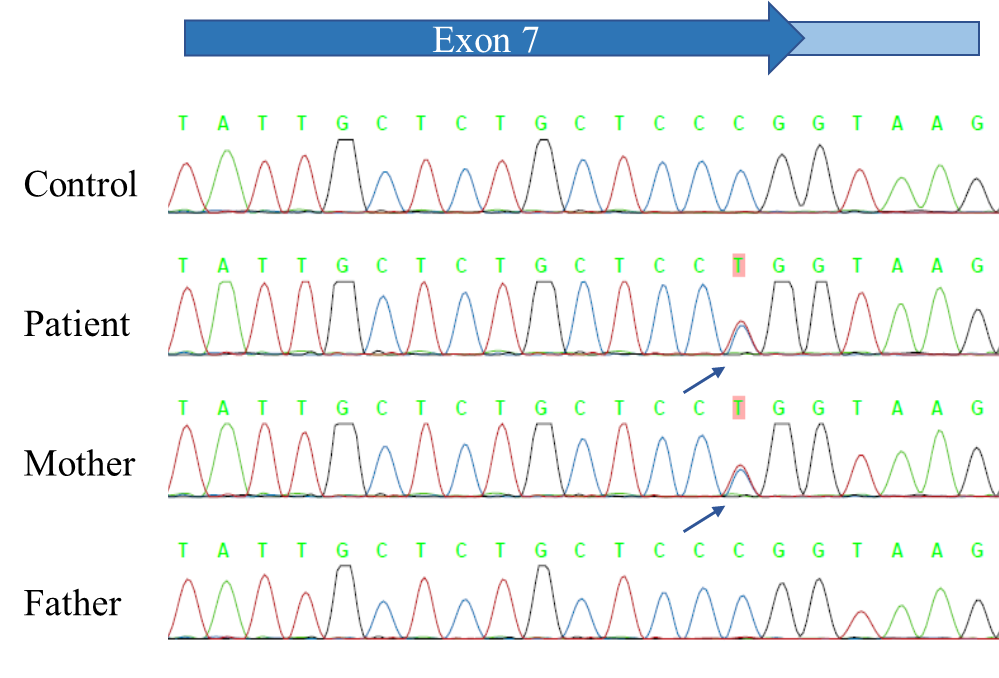 Exon 7
T A T T G C T C T G C T C C C G G T A A G
Control
T A T T G C T C T G C T C C T G G T A A G
Patient
T A T T G C T C T G C T C C T G G T A A G
Mother
T A T T G C T C T G C T C C C G G T A A G
Father